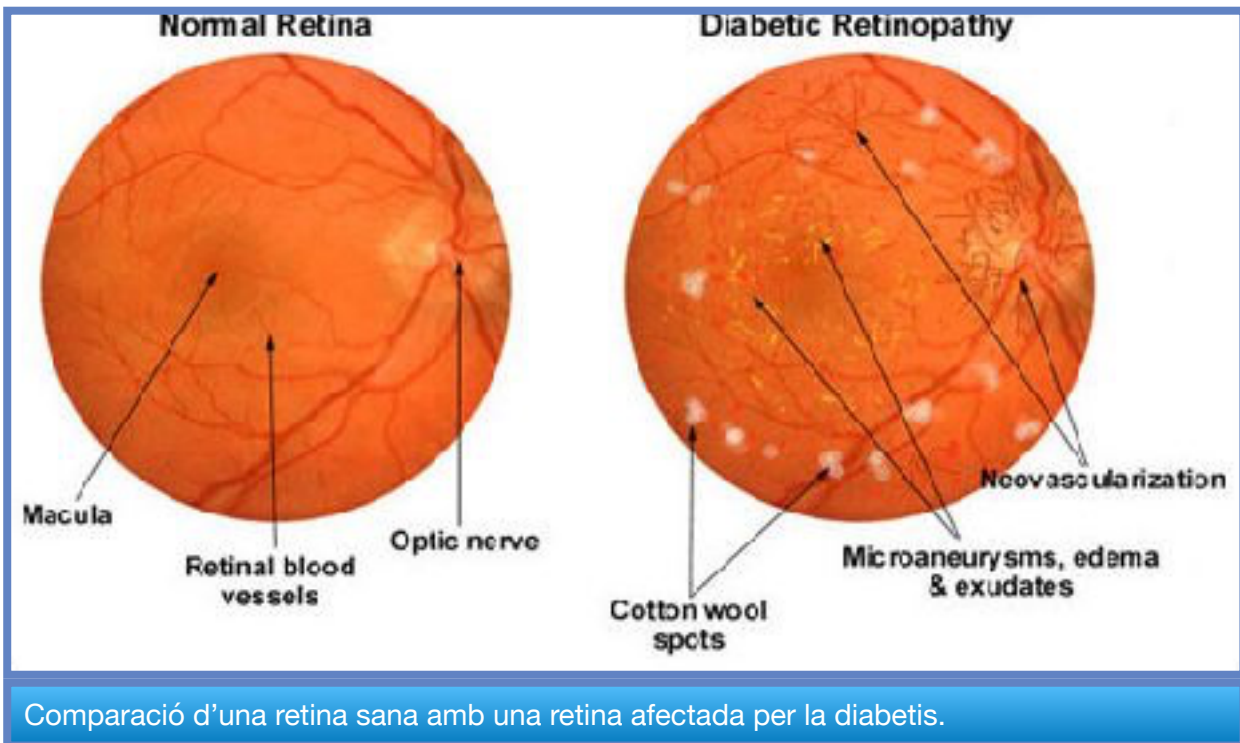 Normal Retina
Diabetic Retinopathy
Macula
Retinal blood
vessels
Optic nerve
Neovascularization
Microaneurysms, edema
& exudates
Cotton wool
spots
Comparació d'una retina sana amb una retina afectada per la diabetis.